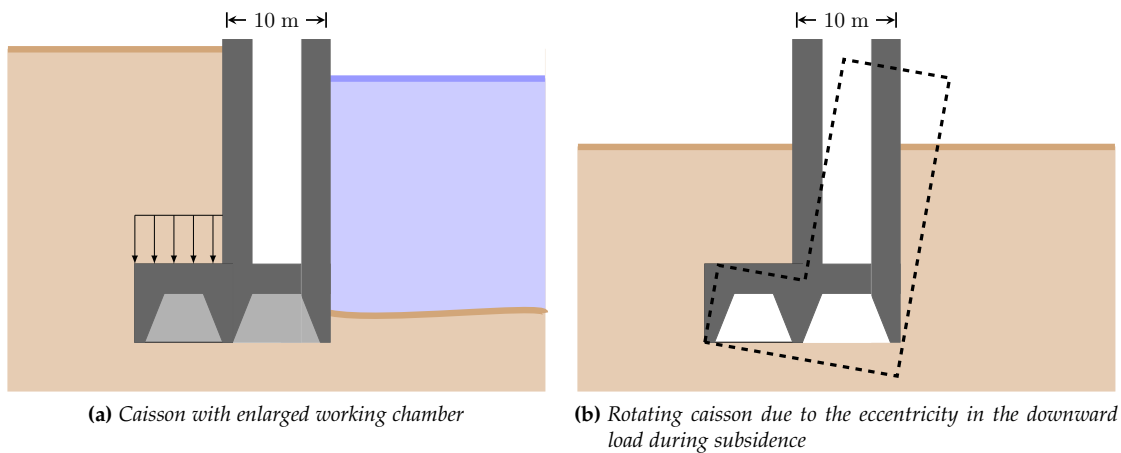 10 m
10 m
(a) Caisson with enlarged working chamber
(b) Rotating caisson due to the eccentricity in the downward
load during subsidence